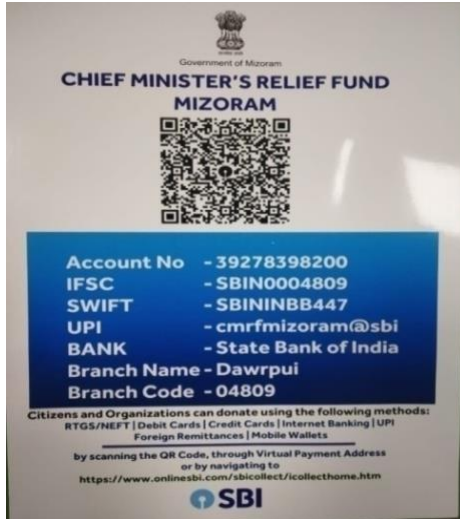 Government of Mizoram
CHIEF MINISTER'S RELIEF FUND
MIZORAM
Account No - 39278398200
IFSC - SBIN0004809
SWIFT - SBININBB447
UPI - cmrfmizoram@sbi
BANK - State Bank of India
Branch Name - Dawrpui
Branch Code - 04809
Citizens and Organizations can donate using the following methods:
RTGS/NEFT | Debit Cards | Credit Cards | Internet Banking | UPI
Foreign Remittances | Mobile Wallets
by scanning the QR Code, through Virtual Payment Address
or by navigating to
https://www.onlinesbi.com/sbicollect/icollecthome.htm
SBI